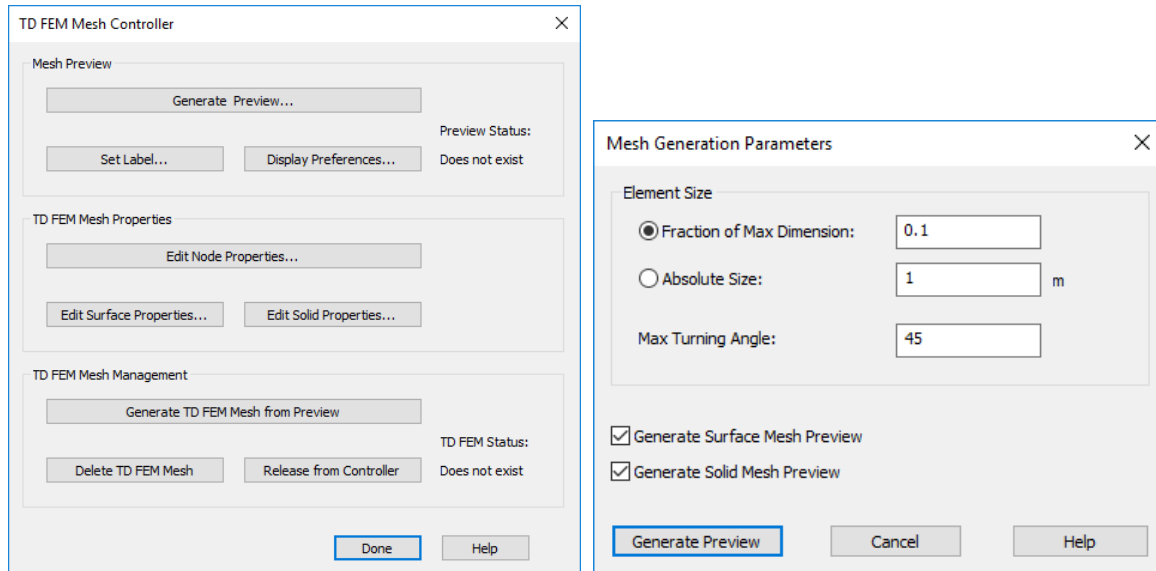 TD FEM Mesh Controller
Mesh Preview
Generate Preview...
Preview Status:
Set Label...
Display Preferences...
Does not exist
TD FEM Mesh Properties
Edit Node Properties...
Edit Surface Properties...
Edit Solid Properties...
TD FEM Mesh Management
Generate TD FEM Mesh from Preview
TD FEM Status:
Delete TD FEM Mesh
Release from Controller
Does not exist
Done
Help
Mesh Generation Parameters
Element Size
Fraction of Max Dimension:
0.1
Absolute Size:
1
m
Max Turning Angle:
45
Generate Surface Mesh Preview
Generate Solid Mesh Preview
Generate Preview
Cancel
Help